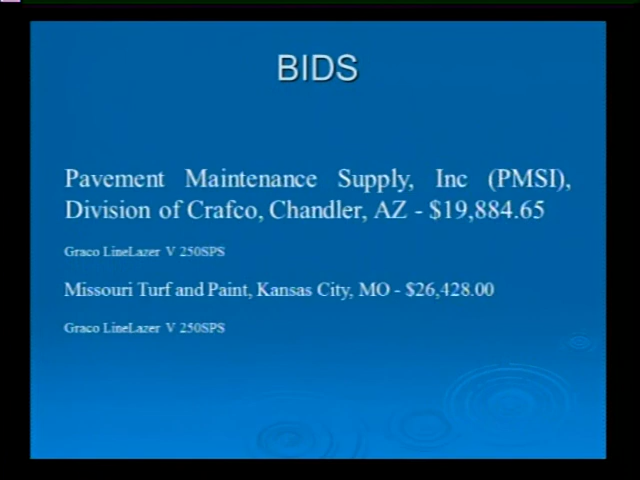 BIDS
Pavement Maintenance Supply, Inc (PMSI),
Division of Crafco, Chandler, AZ - $19,884.65
Graco LineLazer V 250SPS
Missouri Turf and Paint, Kansas City, MO - $26,428.00
Graco LineLazer V 250SPS